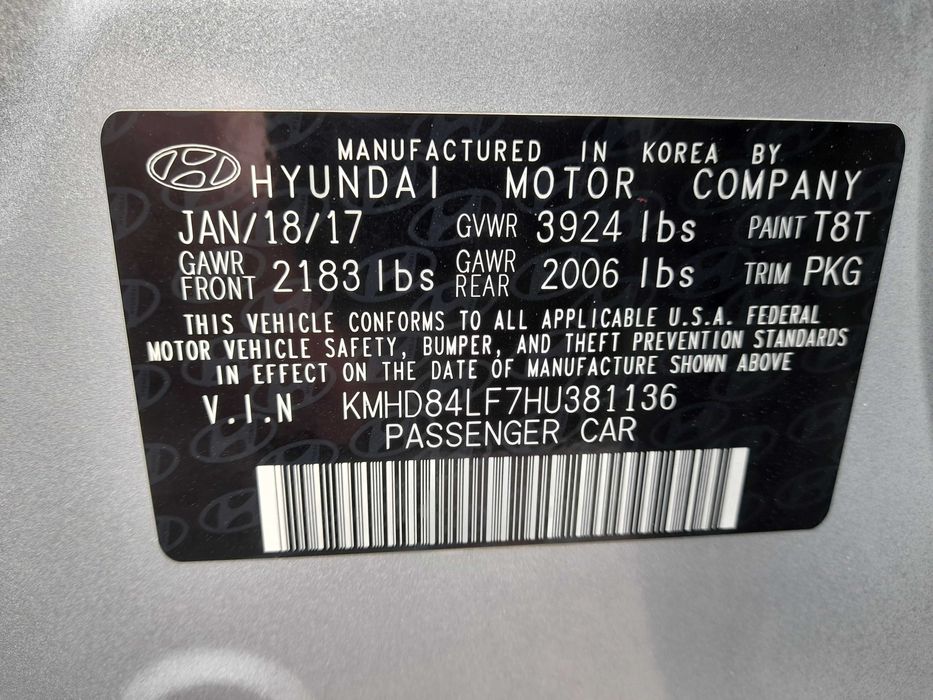 MANUFACTURED IN KOREA BY
HYUNDAI MOTOR COMPANY
JAN/18/17 GVWR 3924 lbs PAINT T8T
GAWR FRONT 2183 lbs GAWR REAR 2006 lbs TRIM PKG
THIS VEHICLE CONFORMS TO ALL APPLICABLE U.S.A. FEDERAL
MOTOR VEHICLE SAFETY, BUMPER, AND THEFT PREVENTION STANDARDS
IN EFFECT ON THE DATE OF MANUFACTURE SHOWN ABOVE
V.I.N KMHD84LF7HU381136
PASSENGER CAR